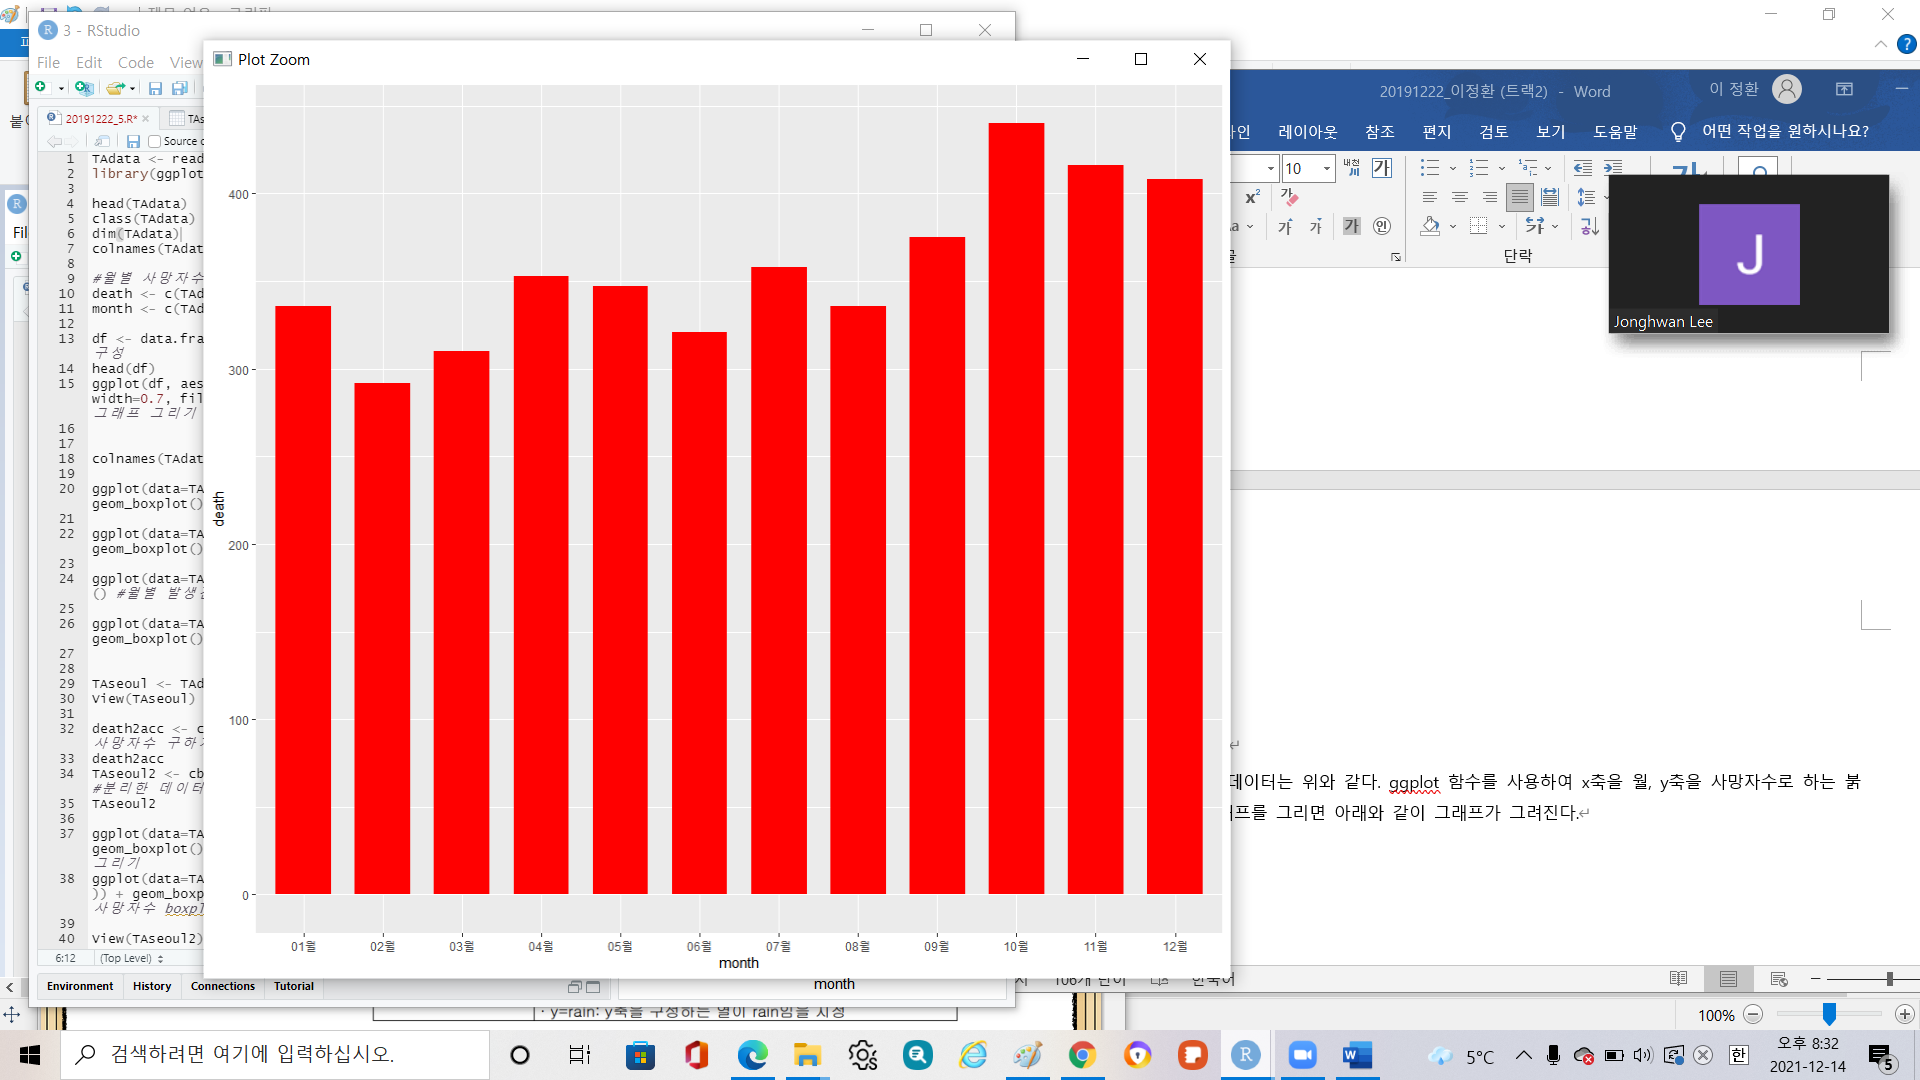 3 - RStudio
File Edit Code View
Plot Zoom
20191222_이정환 (트랙2) - Word
이 정환
레이아웃 참조 편지 검토 보기 도움말 어떤 작업을 원하시나요?
20191222_5.R*
Source
10
단락
Jonghwan Lee
1 TAdata <- read
2 library(ggplot
3
4 head(TAdata)
5 class(TAdata)
6 dim(TAdata)
7 colnames(TAdat
8
9 #월별 사망자수
10 death <- c(TAd
11 month <- c(TAd
12
13 df <- data.fra
구성
14 head(df)
15 ggplot(df, aes
width=0.7, fil
그래프 그리기
16
17
18 colnames(TAdat
19
20 ggplot(data=TA
geom_boxplot()
21
22 ggplot(data=TA
geom_boxplot()
23
24 ggplot(data=TA
() #월별 발생
25
26 ggplot(data=TA
geom_boxplot()
27
28
29 TAseoul <- TAd
30 View(TAseoul)
31
32 death2acc <- c
사망자수 구하
33 death2acc
34 TAseoul2 <- cb
#분리한 데이터
35 TAseoul2
36
37 ggplot(data=TA
geom_boxplot()
그리기
38 ggplot(data=TA
)) + geom_boxp
사망자수 boxpl
39
40 View(TAseoul2)
6:12 (Top Level)
Environment History Connections Tutorial
400
300
200
100
0
death
01월 02월 03월 04월 05월 06월 07월 08월 09월 10월 11월 12월
month
month
데이터는 위와 같다. ggplot 함수를 사용하여 x축을 월, y축을 사망자수로 하는 붉
프를 그리면 아래와 같이 그래프가 그려진다.
· y=rain: y축을 구성하는 열이 rain임을 지정
100%
검색하려면 여기에 입력하십시오.
5°C
한
오후 8:32
2021-12-14
5